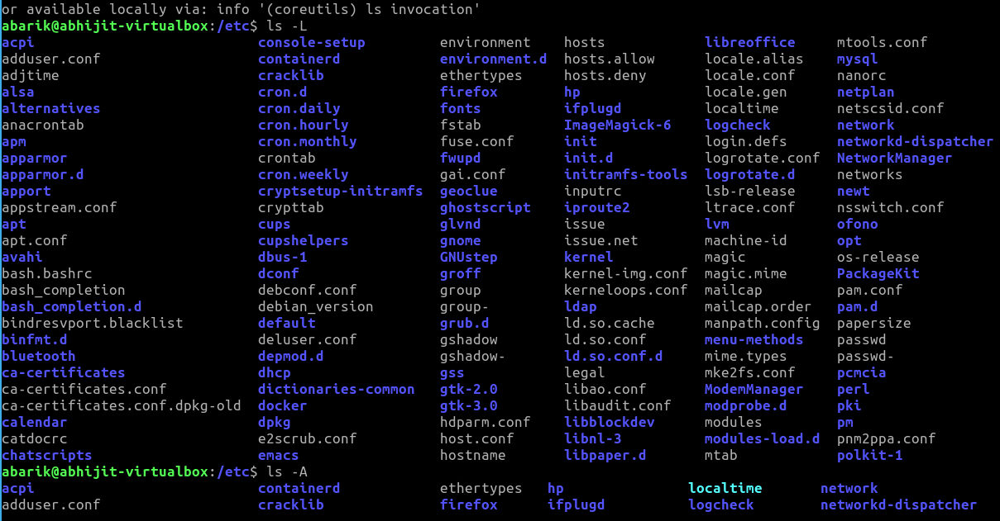 or available locally via: info '(coreutils) ls invocation'
abarik@abhijit-virtualbox:/etc$ ls -L
acpi console-setup environment hosts libreoffice mtools.conf
adduser.conf containerd environment.d hosts.allow locale.alias mysql
adjtime cracklib ethertypes hosts.deny locale.conf nanorc
alsa cron.d firefox hp locale.gen netplan
alternatives cron.daily fonts ifplugd localtime netscsid.conf
anacrontab cron.hourly fstab ImageMagick-6 logcheck network
apm cron.monthly fuse.conf init login.defs networkd-dispatcher
apparmor crontab fwupd init.d logrotate.conf NetworkManager
apparmor.d cron.weekly gai.conf initramfs-tools logrotate.d networks
apport cryptsetup-initramfs geoclue inputrc lsb-release newt
appstream.conf crypttab ghostscript iproute2 ltrace.conf nsswitch.conf
apt cups glvnd issue lvm ofono
apt.conf cupshelpers gnome issue.net machine-id opt
avahi dbus-1 GNUstep kernel magic os-release
bash.bashrc dconf groff kernel-img.conf magic.mime PackageKit
bash_completion debconf.conf group kerneloops.conf mailcap pam.conf
bash_completion.d debian_version group- ldap mailcap.order pam.d
bindresvport.blacklist default grub.d ld.so.cache manpath.config papersize
binfmt.d deluser.conf gshadow ld.so.conf menu-methods passwd
bluetooth depmod.d gshadow- ld.so.conf.d mime.types passwd-
ca-certificates dhcp gss legal mke2fs.conf pcmcia
ca-certificates.conf dictionaries-common gtk-2.0 libao.conf ModemManager perl
ca-certificates.conf.dpkg-old docker gtk-3.0 libaudit.conf modprobe.d pki
calendar dpkg hdparm.conf libblockdev modules pm
catdocrc e2scrub.conf host.conf libnl-3 modules-load.d pnm2ppa.conf
chatscripts emacs hostname libpaper.d mtab polkit-1
abarik@abhijit-virtualbox:/etc$ ls -A
acpi containerd ethertypes hp localtime network
adduser.conf cracklib firefox ifplugd logcheck networkd-dispatcher